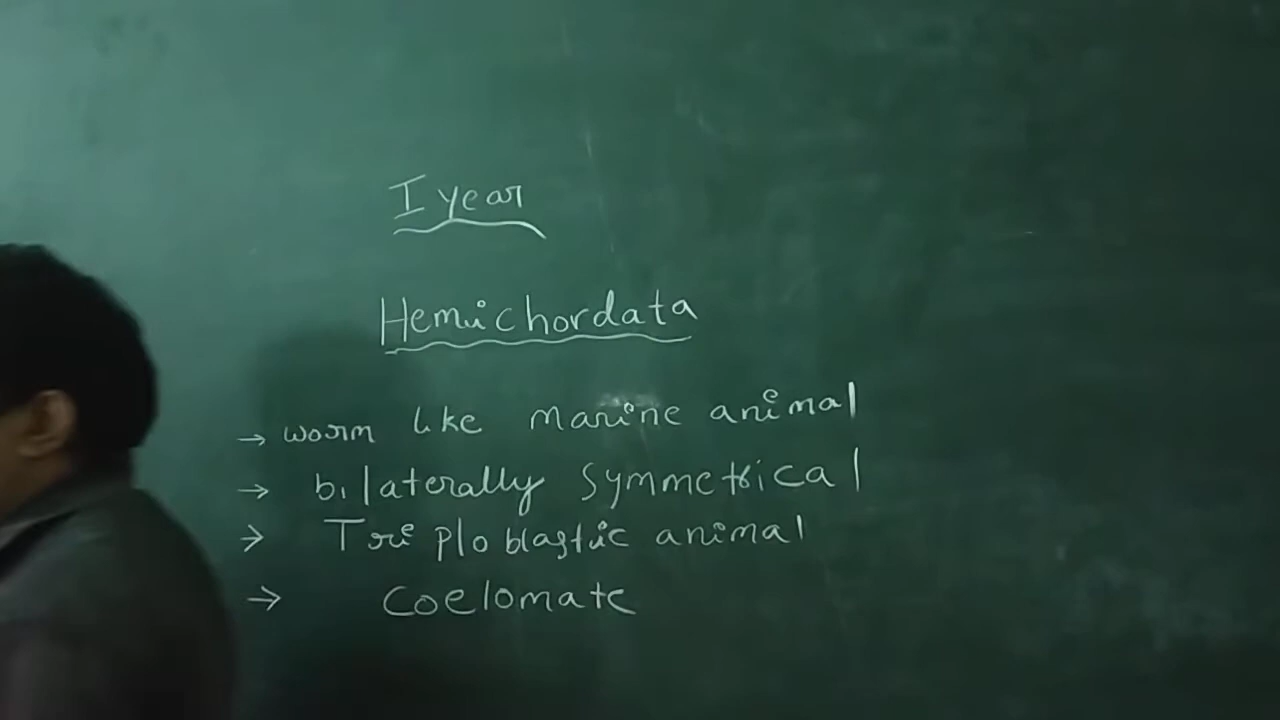 I year
Hemichordata
→ worm like marine animal
→ bilaterally symmetrical
→ Triploblastic animal
→ coelomate